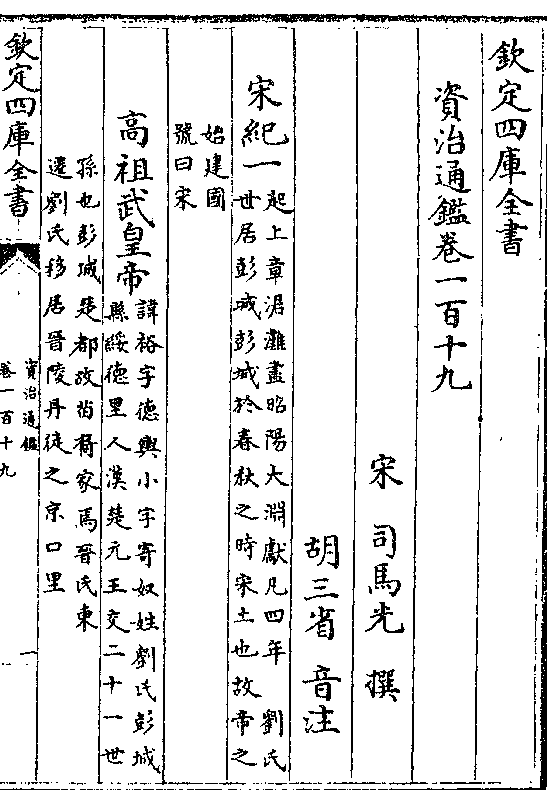 欽定四庫全書
資治通鑑卷一百十九
宋 司馬光 撰
胡三省 音注
宋紀一
起上章涒灘盡昭陽大淵獻凡四年 劉氏
世居彭城彭城於春秋之時宋土也故帝之
始建國
號曰宋
高祖武皇帝
諱裕字德輿小字寄奴姓劉氏彭城
縣綏德里人漢楚元王交二十一世
孫也彭城楚都故苗裔家焉晉氏東
遷劉氏移居晉陵丹徒之京口里
欽定四庫全書
資治通鑑
卷一百十九
一